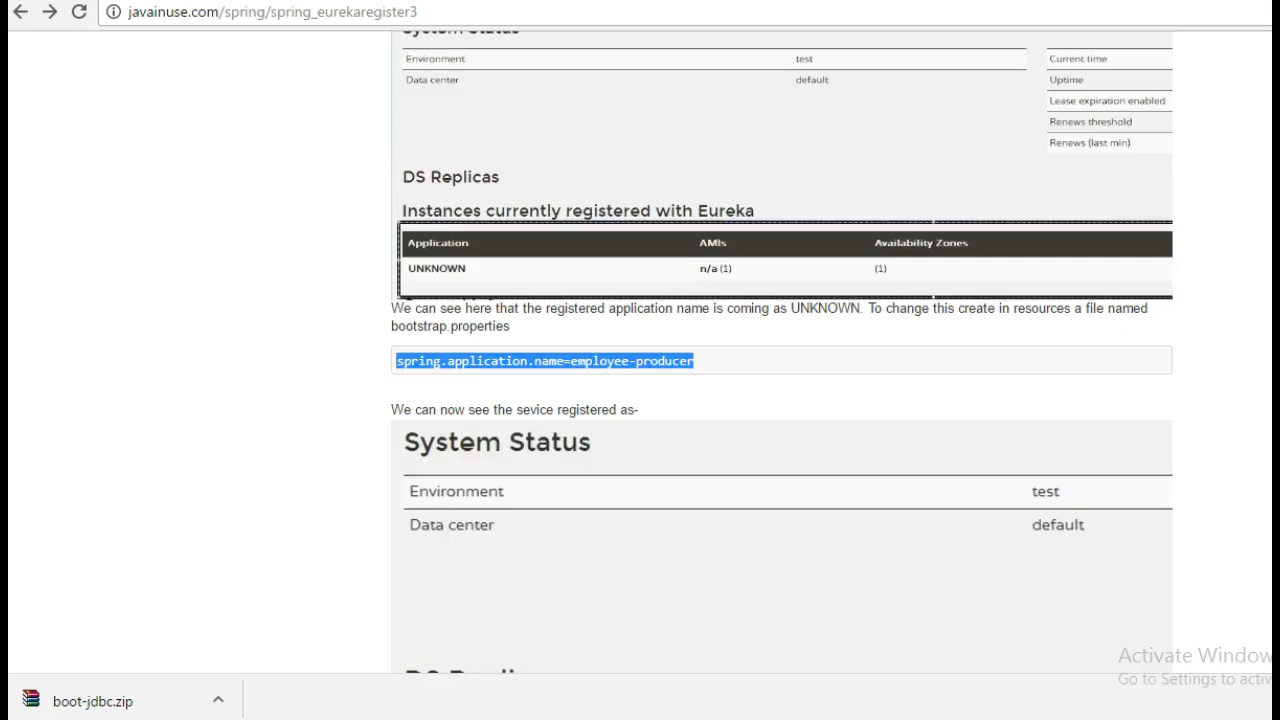 javainuse.com/spring/spring_eurekaregister3
System Status
Environment test Current time
Data center default Uptime
Lease expiration enabled
Renews threshold
Renews (last min)
DS Replicas
Instances currently registered with Eureka
Application AMIs Availability Zones
UNKNOWN n/a (1) (1)
We can see here that the registered application name is coming as UNKNOWN. To change this create in resources a file named
bootstrap.properties
spring.application.name=employee-producer
We can now see the sevice registered as-
System Status
Environment test
Data center default
Activate Window
Go to Settings to activ
boot-jdbc.zip